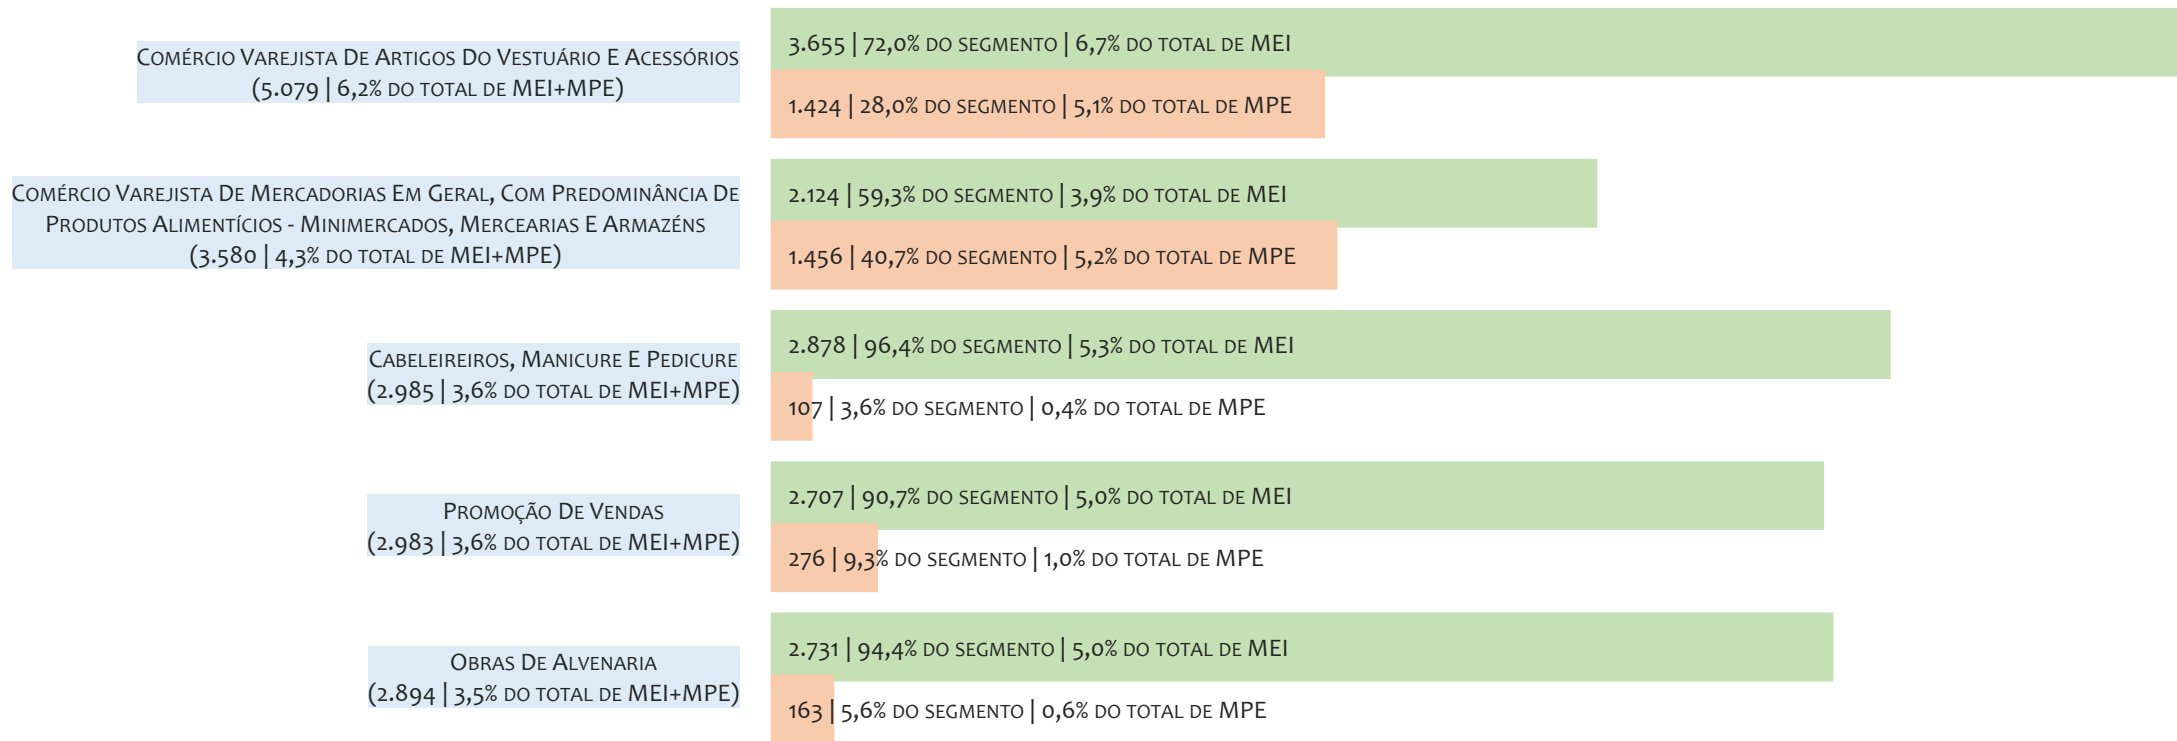 Comércio Varejista De Artigos Do Vestuário E Acessórios
(5.079 | 6,2% do total de MEI+MPE)
3.655 | 72,0% do segmento | 6,7% do total de MEI
1.424 | 28,0% do segmento | 5,1% do total de MPE
Comércio Varejista De Mercadorias Em Geral, Com Predominância De
Produtos Alimentícios - Minimercados, Mercearias E Armazéns
(3.580 | 4,3% do total de MEI+MPE)
2.124 | 59,3% do segmento | 3,9% do total de MEI
1.456 | 40,7% do segmento | 5,2% do total de MPE
Cabeleireiros, Manicure E Pedicure
(2.985 | 3,6% do total de MEI+MPE)
2.878 | 96,4% do segmento | 5,3% do total de MEI
107 | 3,6% do segmento | 0,4% do total de MPE
Promoção De Vendas
(2.983 | 3,6% do total de MEI+MPE)
2.707 | 90,7% do segmento | 5,0% do total de MEI
276 | 9,3% do segmento | 1,0% do total de MPE
Obras De Alvenaria
(2.894 | 3,5% do total de MEI+MPE)
2.731 | 94,4% do segmento | 5,0% do total de MEI
163 | 5,6% do segmento | 0,6% do total de MPE